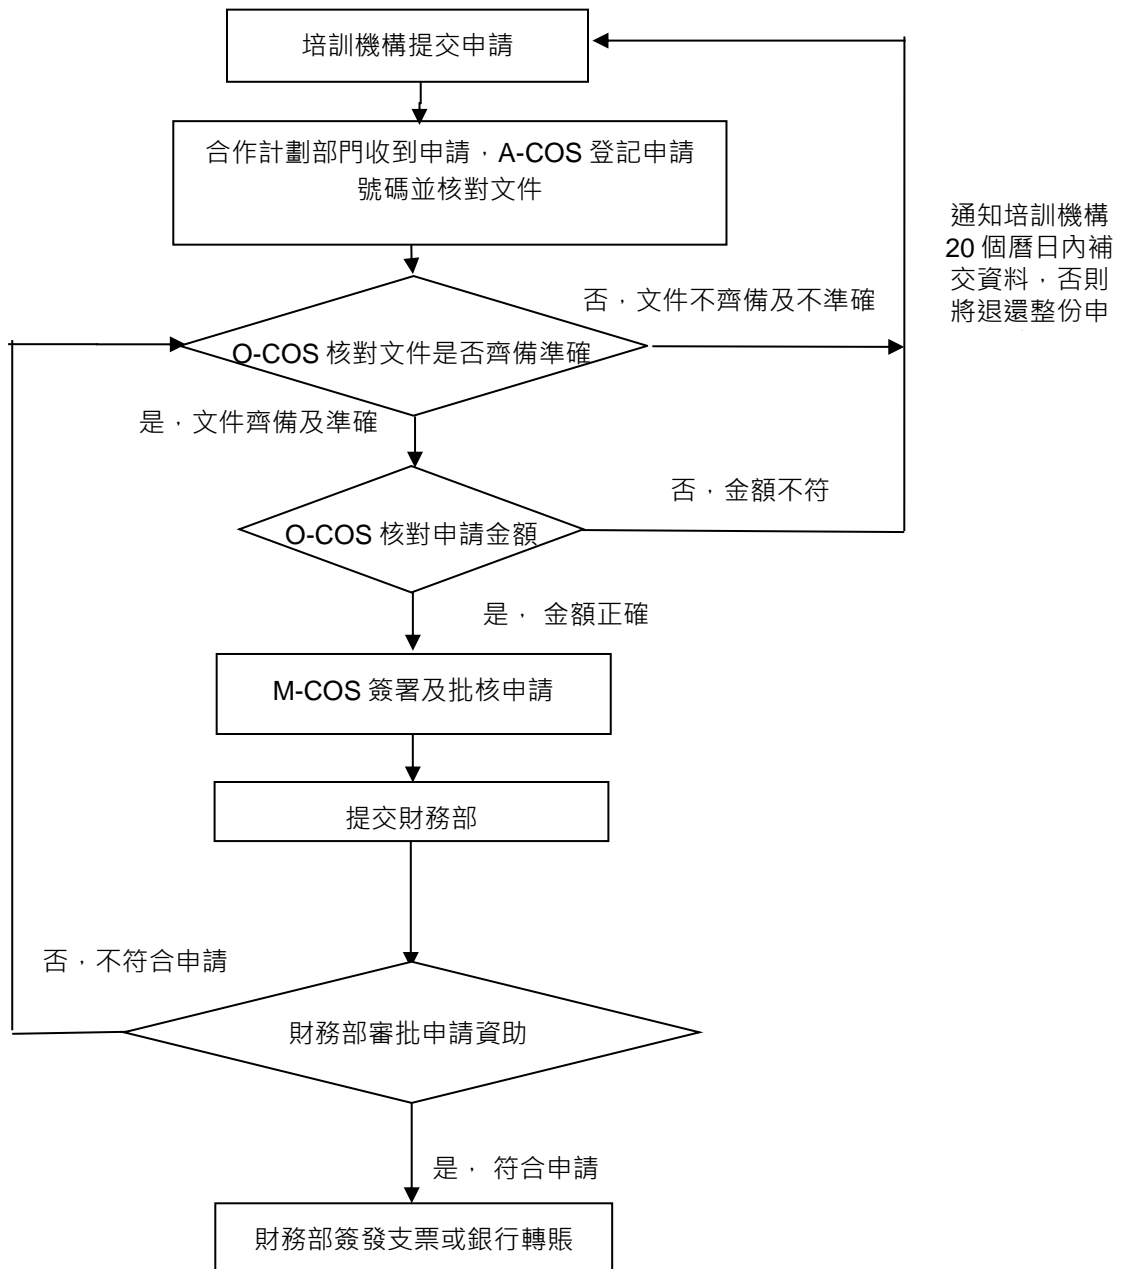 培訓機構提交申請
合作計劃部門收到申請，A-COS 登記申請
號碼並核對文件
通知培訓機構
20 個曆日內補
交資料，否則
將退還整份申
否，文件不齊備及不準確
O-COS 核對文件是否齊備準確
是，文件齊備及準確
否，金額不符
O-COS 核對申請金額
是， 金額正確
M-COS 簽署及批核申請
提交財務部
否，不符合申請
財務部審批申請資助
是， 符合申請
財務部簽發支票或銀行轉賬